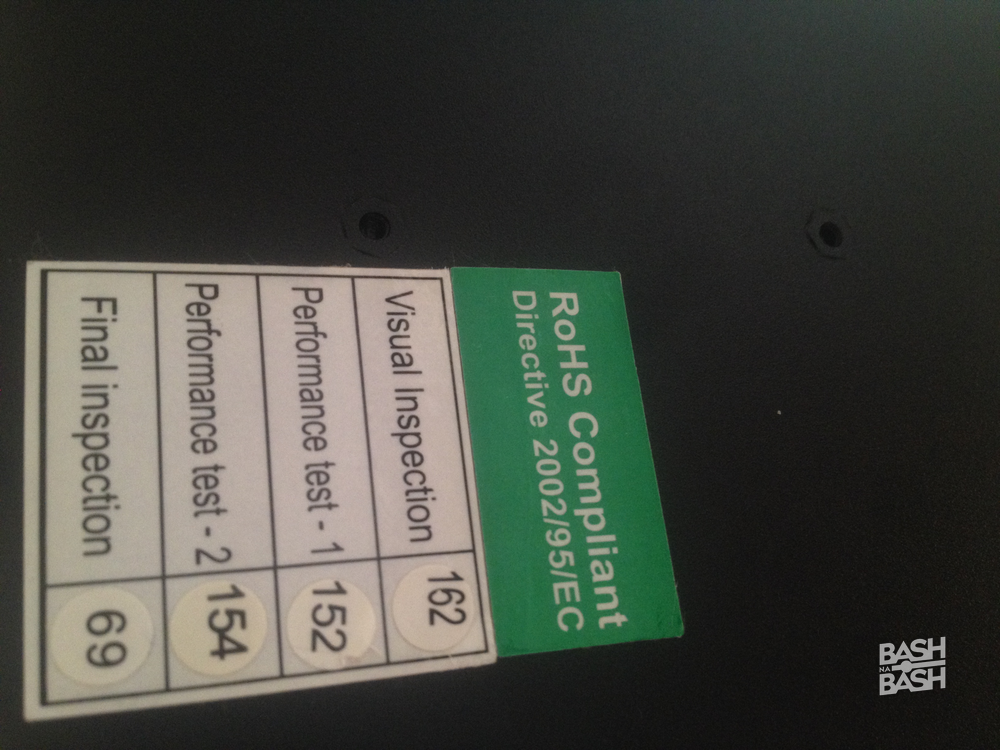 RoHS Compliant
Directive 2002/95/EC
Visual Inspection 162
Performance test - 1 152
Performance test - 2 154
Final inspection 69
BASH
NA
BASH